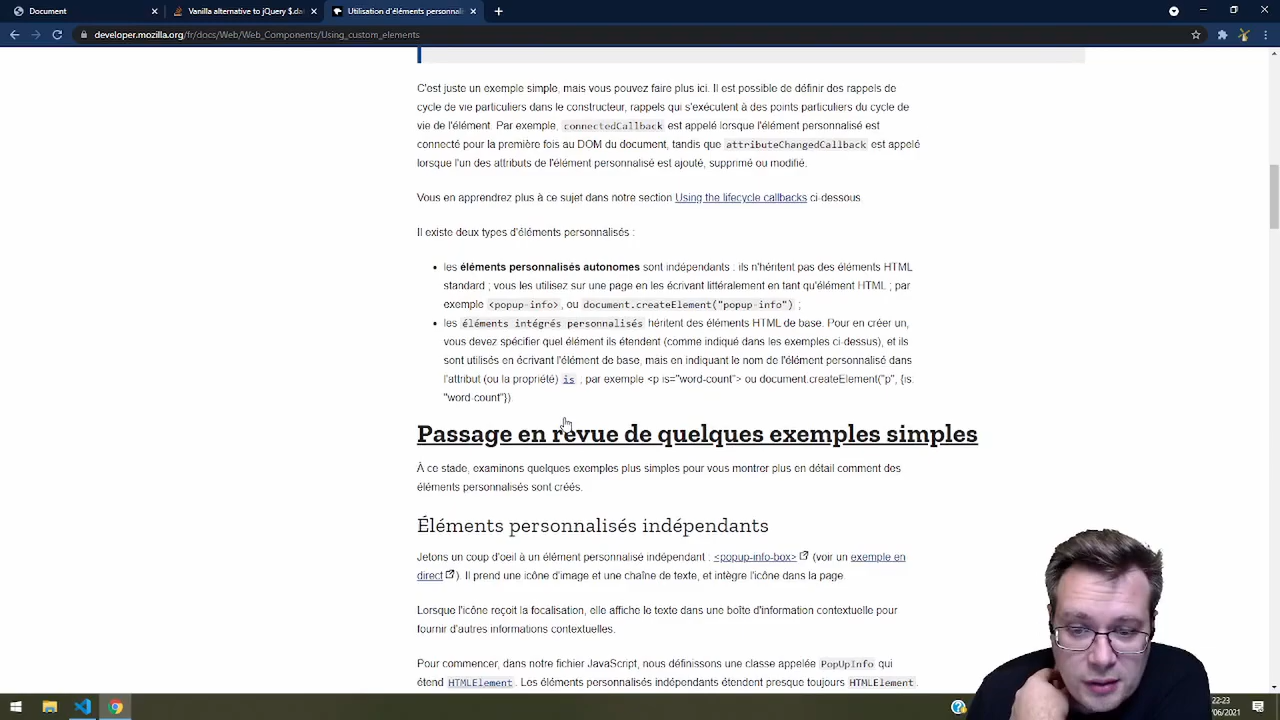 Document
Vanilla alternative to jQuery $.da
Utilisation d'éléments personnal
developer.mozilla.org/fr/docs/Web/Web_Components/Using_custom_elements
C'est juste un exemple simple, mais vous pouvez faire plus ici. Il est possible de définir des rappels de
cycle de vie particuliers dans le constructeur, rappels qui s'exécutent à des points particuliers du cycle de
vie de l'élément. Par exemple, connectedCallback est appelé lorsque l'élément personnalisé est
connecté pour la première fois au DOM du document, tandis que attributeChangedCallback est appelé
lorsque l'un des attributs de l'élément personnalisé est ajouté, supprimé ou modifié.
Vous en apprendrez plus à ce sujet dans notre section Using the lifecycle callbacks ci-dessous.
Il existe deux types d'éléments personnalisés :
• les éléments personnalisés autonomes sont indépendants : ils n'héritent pas des éléments HTML
standard ; vous les utilisez sur une page en les écrivant littéralement en tant qu'élément HTML ; par
exemple <popup-info>, ou document.createElement("popup-info") ;
• les éléments intégrés personnalisés héritent des éléments HTML de base. Pour en créer un,
vous devez spécifier quel élément ils étendent (comme indiqué dans les exemples ci-dessus), et ils
sont utilisés en écrivant l'élément de base, mais en indiquant le nom de l'élément personnalisé dans
l'attribut (ou la propriété) is ; par exemple <p is="word-count"> ou document.createElement("p", {is:
"word-count"}).
Passage en revue de quelques exemples simples
À ce stade, examinons quelques exemples plus simples pour vous montrer plus en détail comment des
éléments personnalisés sont créés.
Éléments personnalisés indépendants
Jetons un coup d'oeil à un élément personnalisé indépendant : <popup-info-box> (voir un exemple en
direct ). Il prend une icône d'image et une chaîne de texte, et intègre l'icône dans la page.
Lorsque l'icône reçoit la focalisation, elle affiche le texte dans une boîte d'information contextuelle pour
fournir d'autres informations contextuelles.
Pour commencer, dans notre fichier JavaScript, nous définissons une classe appelée PopUpInfo qui
étend HTMLElement. Les éléments personnalisés indépendants étendent presque toujours HTMLElement.
22:23
/06/2021